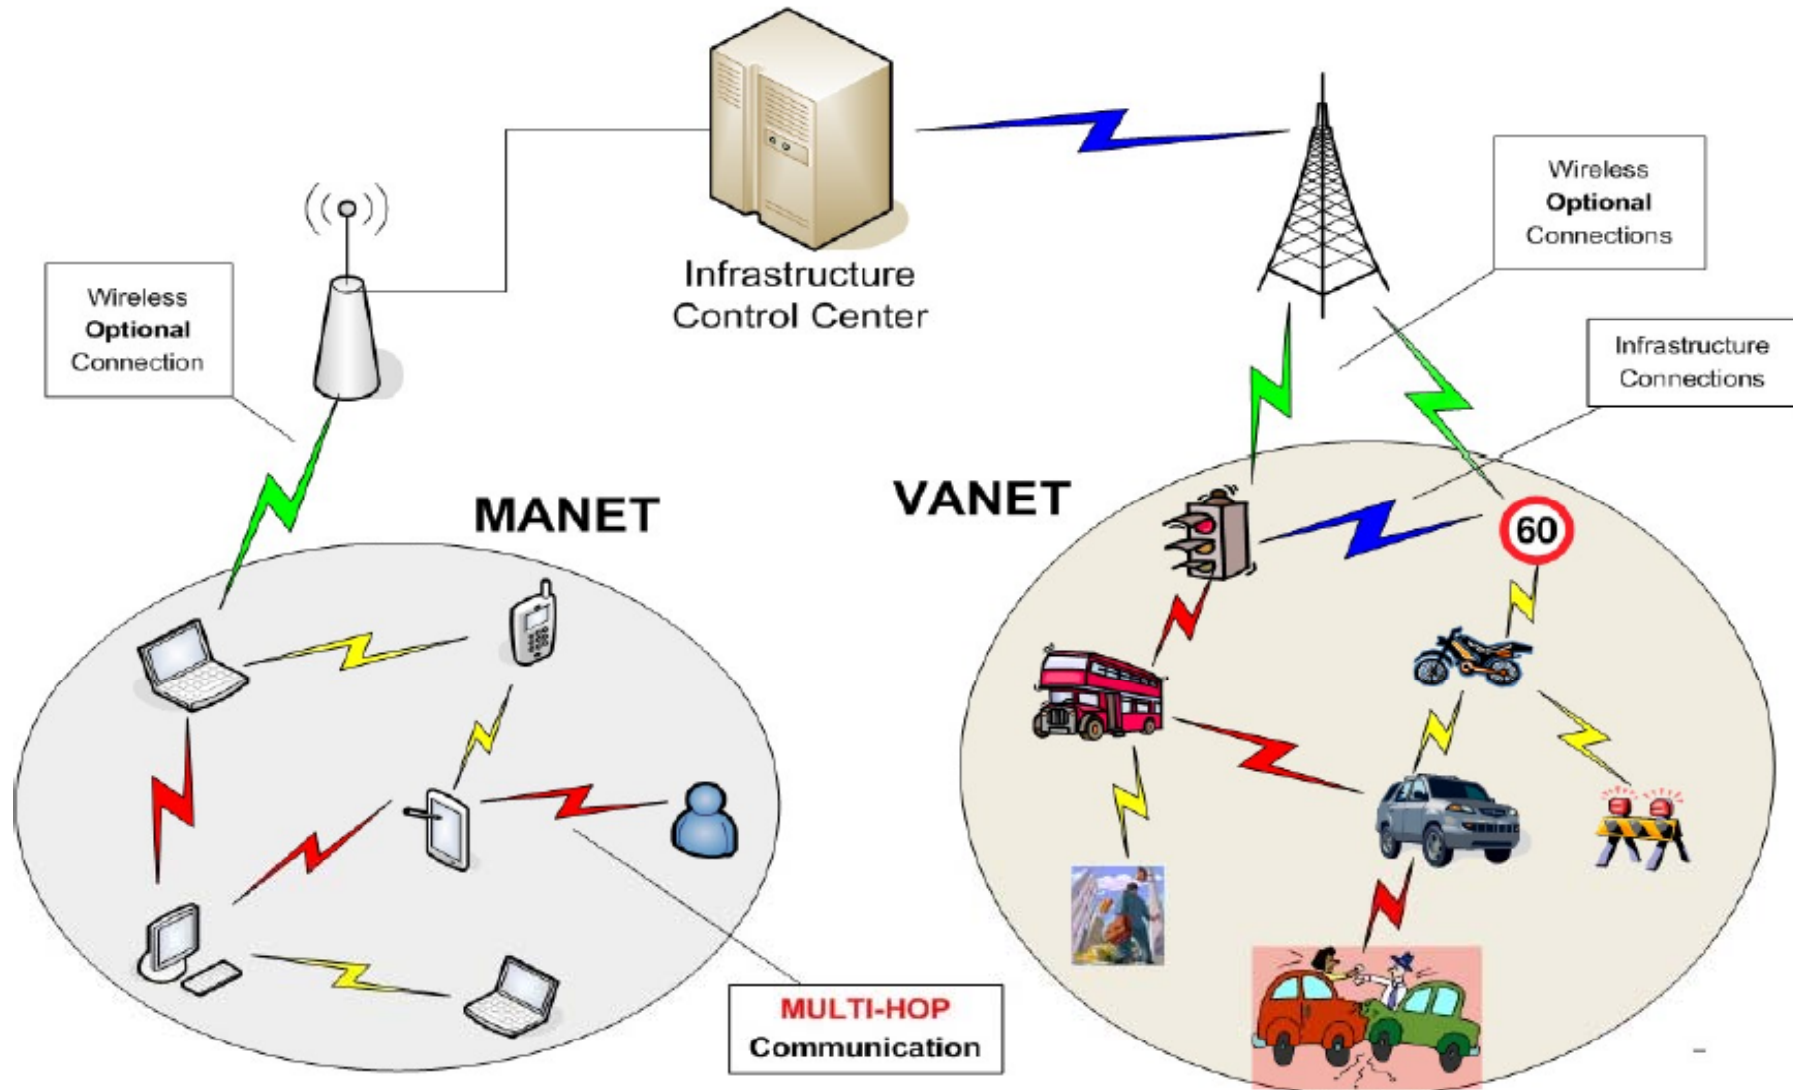 Infrastructure
Control Center
Wireless
Optional
Connections
Wireless
Optional
Connection
Infrastructure
Connections
MANET
VANET
60
MULTI-HOP
Communication